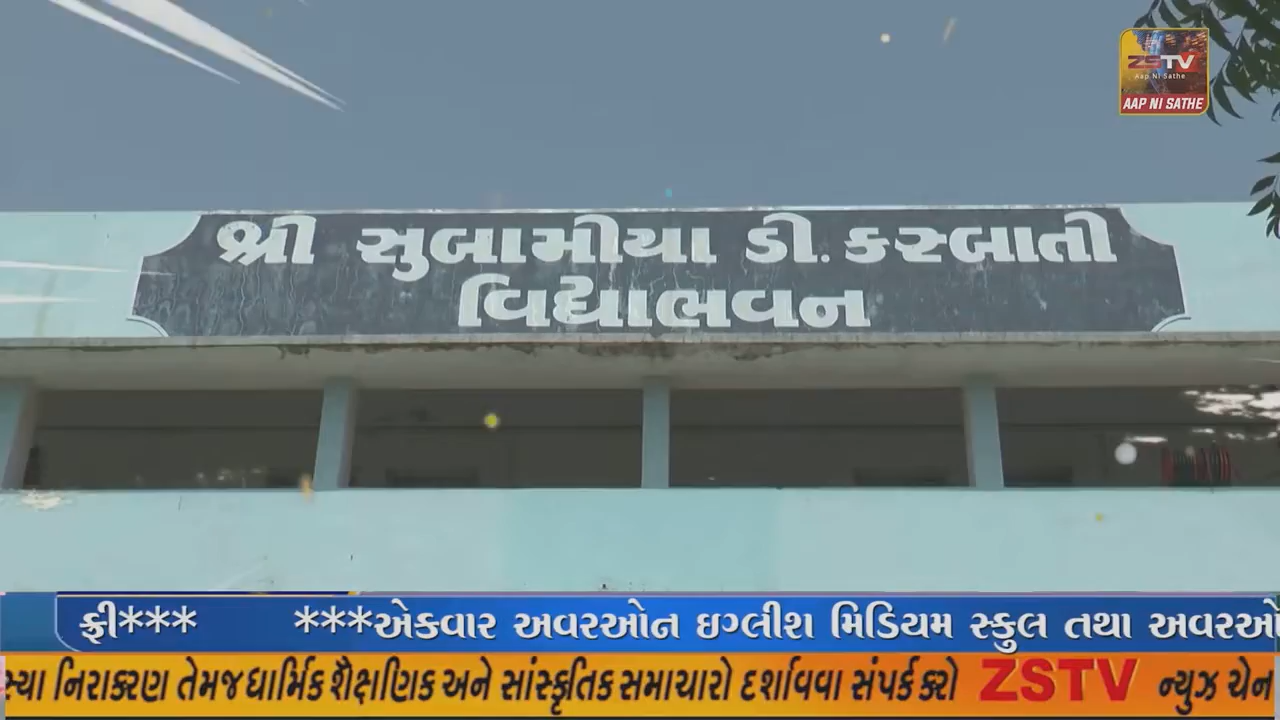 ZSTV
Aap Ni Sathe
AAP NI SATHE
શ્રી સુબામીયા ડી. કરબાતી
વિદ્યાભવન
ફ્રી*** ***એકવાર અવરઓન ઇગ્લીશ મિડિયમ સ્કુલ તથા અવરઓ
સ્યા નિરાકરણ તેમજ ધાર્મિક શૈક્ષણિક અને સાંસ્કૃતિક સમાચારો દર્શાવવા સંપર્ક કરો ZSTV ન્યુઝ ચેન